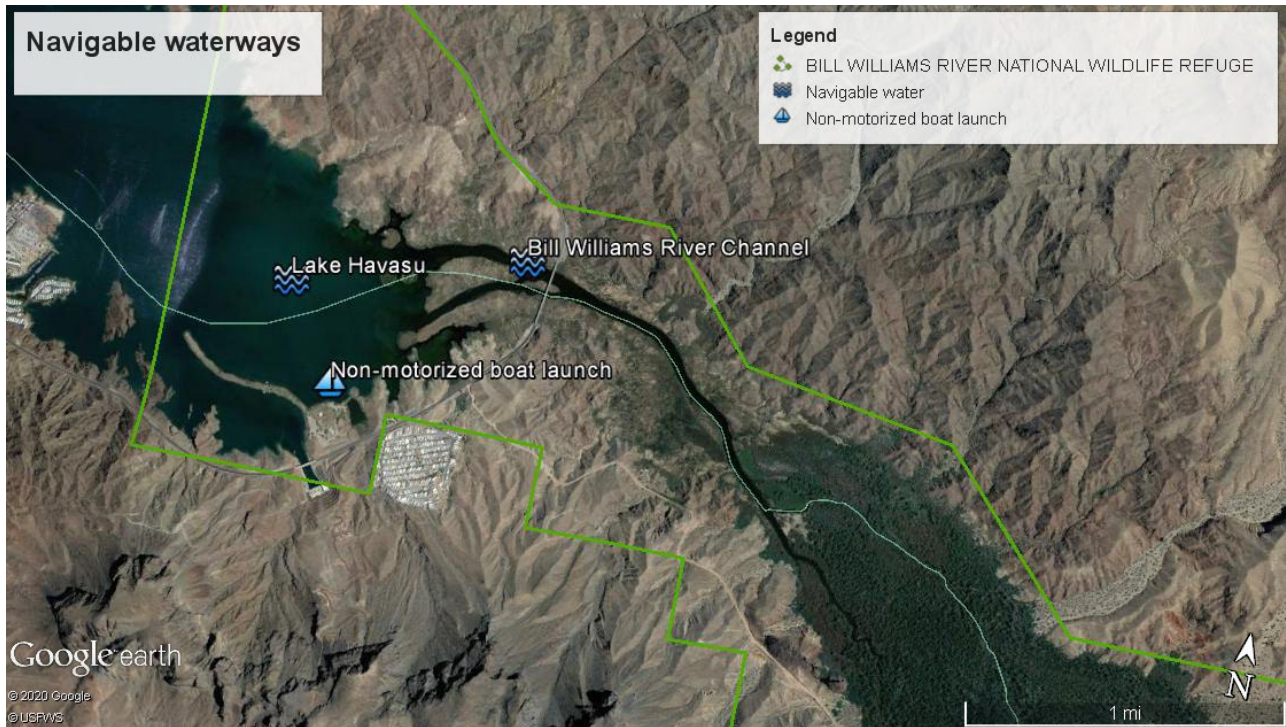 Navigable waterways
Legend
BILL WILLIAMS RIVER NATIONAL WILDLIFE REFUGE
Navigable water
Non-motorized boat launch
Bill Williams River Channel
Lake Havasu
Non-motorized boat launch
Google earth
© 2020 Google
© USFWS
N
1 mi